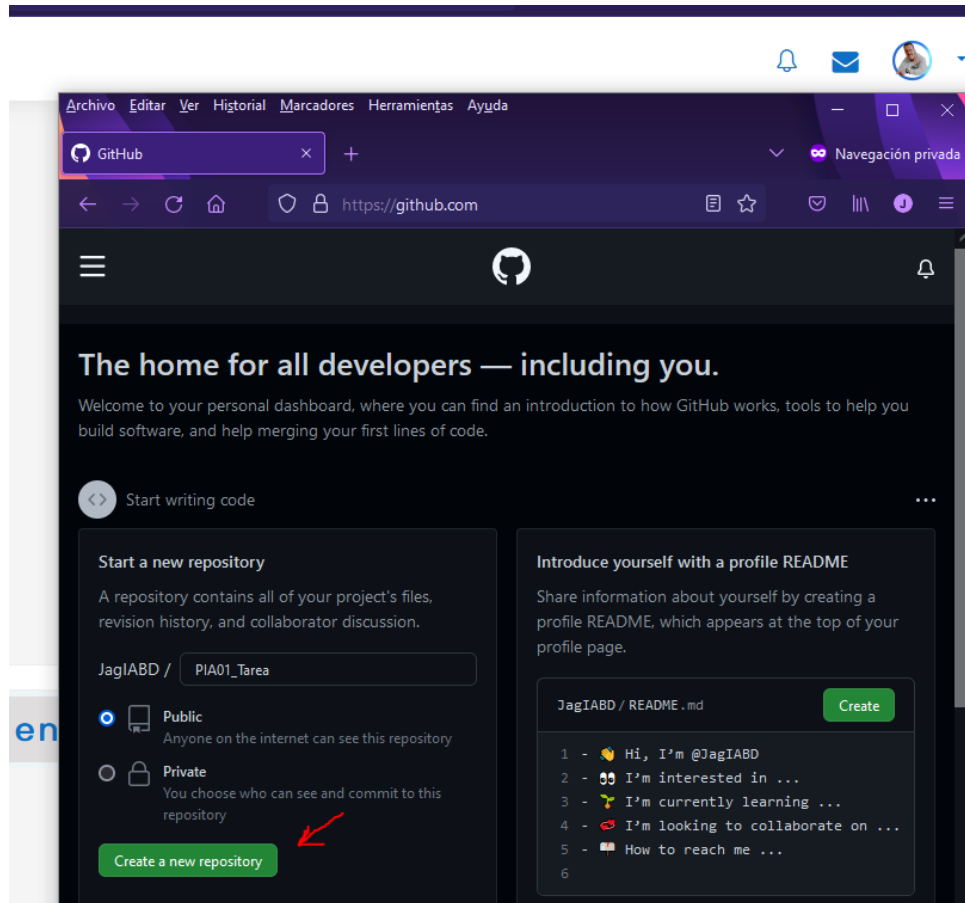 Archivo Editar Ver Historial Marcadores Herramientas Ayuda
GitHub
Navegación privada
https://github.com
J
The home for all developers — including you.
Welcome to your personal dashboard, where you can find an introduction to how GitHub works, tools to help you
build software, and help merging your first lines of code.
<> Start writing code
Start a new repository
A repository contains all of your project's files,
revision history, and collaborator discussion.
JagIABD / PIA01_Tarea
Public
Anyone on the internet can see this repository
Private
You choose who can see and commit to this
repository
Create a new repository
Introduce yourself with a profile README
Share information about yourself by creating a
profile README, which appears at the top of your
profile page.
JagIABD / README.md
Create
1 - 👋 Hi, I'm @JagIABD
2 - 👀 I'm interested in ...
3 - 🌱 I'm currently learning ...
4 - 💞️ I'm looking to collaborate on ...
5 - 📫 How to reach me ...
6
en